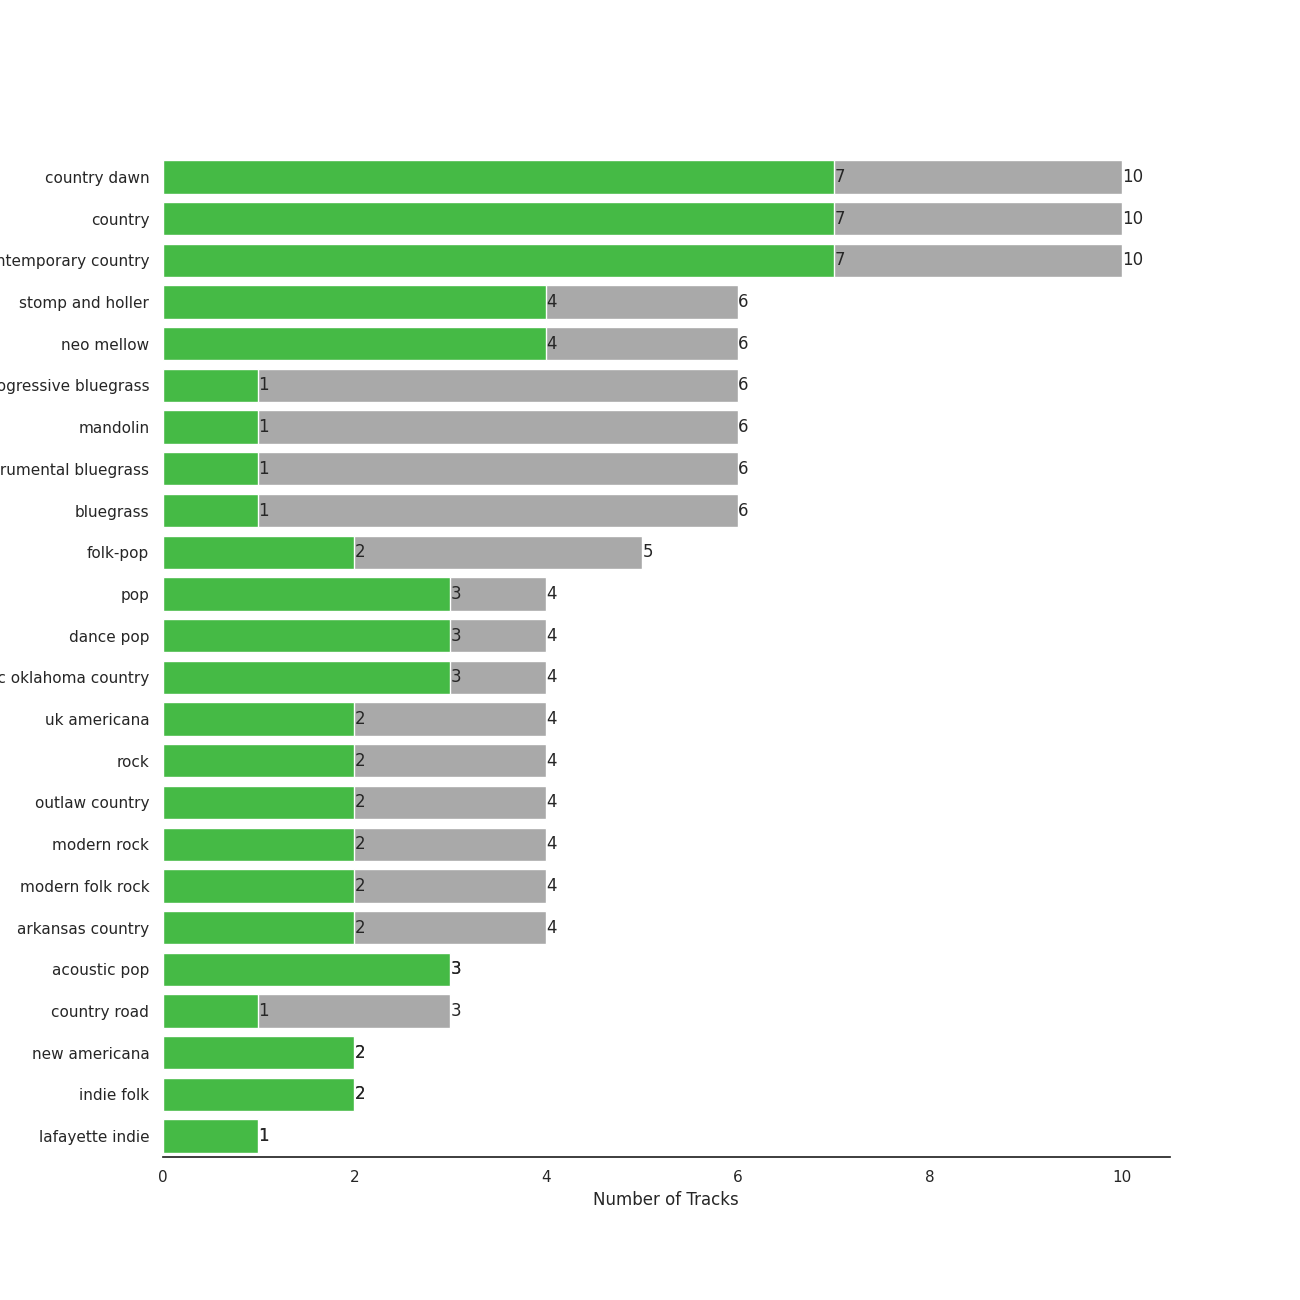 country dawn 7 10
country 7 10
ntemporary country 7 10
stomp and holler 4 6
neo mellow 4 6
ogressive bluegrass 1 6
mandolin 1 6
rumental bluegrass 1 6
bluegrass 1 6
folk-pop 2 5
pop 3 4
dance pop 3 4
c oklahoma country 3 4
uk americana 2 4
rock 2 4
outlaw country 2 4
modern rock 2 4
modern folk rock 2 4
arkansas country 2 4
acoustic pop 3
country road 1 3
new americana 2
indie folk 2
lafayette indie 1
0 2 4 6 8 10
Number of Tracks